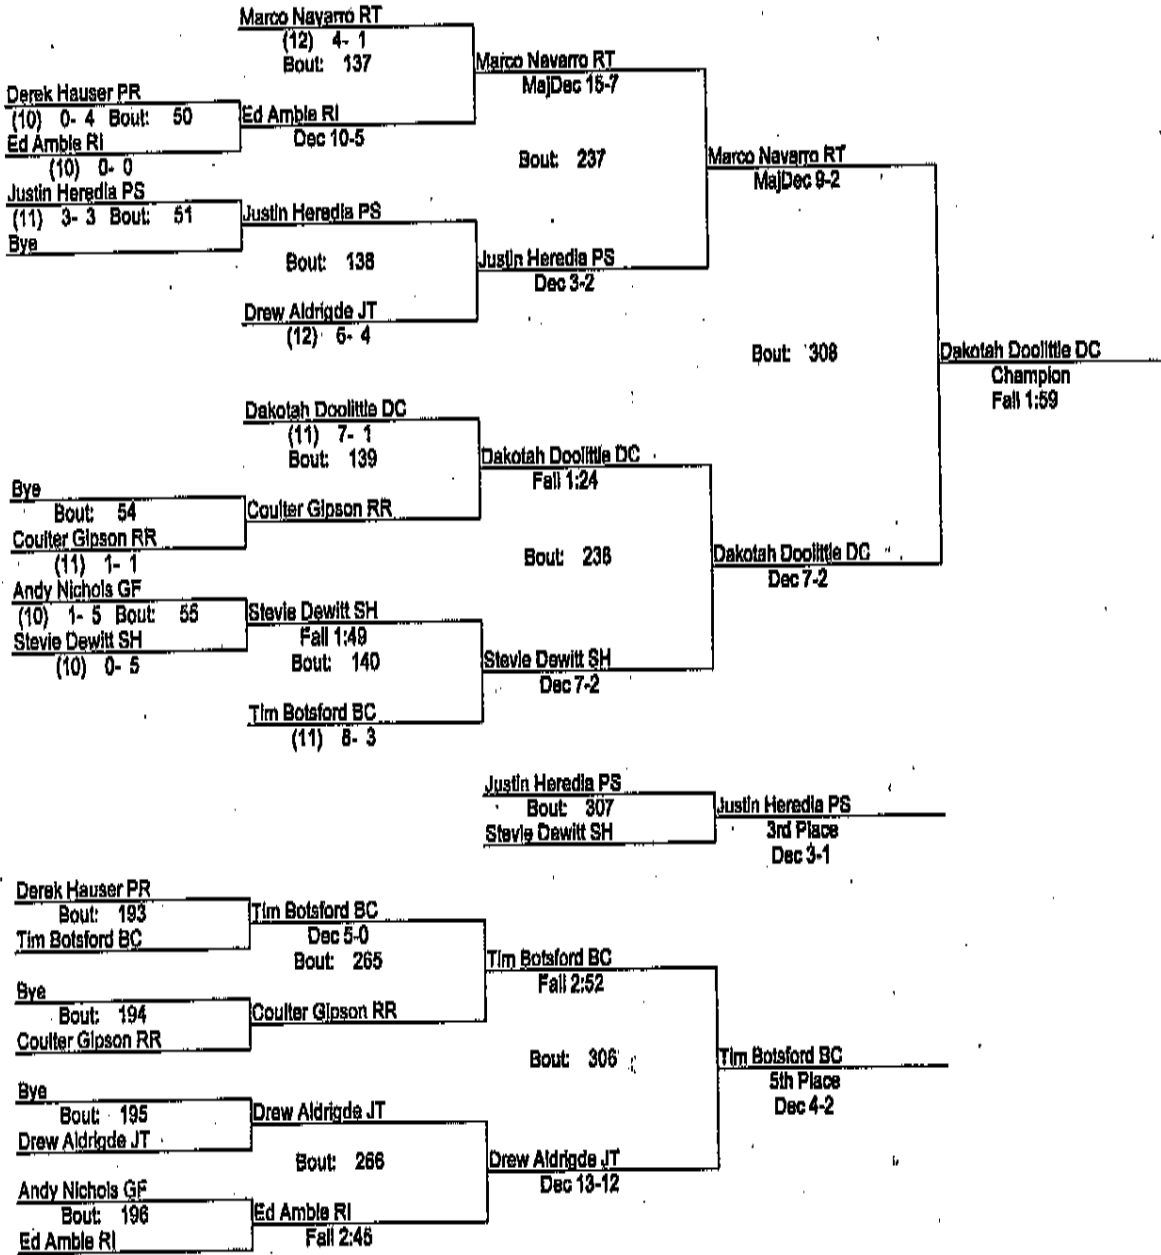 Marco Navarro RT
(12) 4- 1
Bout: 137
Marco Navarro RT
MajDec 15-7
Derek Hauser PR
(10) 0- 4 Bout: 50
Ed Amble RI
Dec 10-5
Ed Amble RI
(10) 0- 0
Bout: 237
Marco Navarro RT
MajDec 9-2
Justin Heredia PS
(11) 3- 3 Bout: 51
Justin Heredia PS
Bye
Bout: 138
Justin Heredia PS
Dec 3-2
Drew Aldrigde JT
(12) 6- 4
Bout: 308
Dakotah Doolittle DC
Champion
Fall 1:59
Dakotah Doolittle DC
(11) 7- 1
Bout: 139
Dakotah Doolittle DC
Fall 1:24
Bye
Bout: 54
Coulter Gipson RR
Coulter Gipson RR
(11) 1- 1
Bout: 238
Dakotah Doolittle DC
Dec 7-2
Andy Nichols GF
(10) 1- 5 Bout: 55
Stevie Dewitt SH
Fall 1:49
Stevie Dewitt SH
(10) 0- 5
Bout: 140
Stevie Dewitt SH
Dec 7-2
Tim Botsford BC
(11) 8- 3
Justin Heredia PS
Bout: 307
Justin Heredia PS
3rd Place
Dec 3-1
Stevie Dewitt SH
Derek Hauser PR
Bout: 193
Tim Botsford BC
Dec 5-0
Tim Botsford BC
Bout: 265
Tim Botsford BC
Fall 2:52
Bye
Bout: 194
Coulter Gipson RR
Coulter Gipson RR
Bout: 306
Tim Botsford BC
5th Place
Dec 4-2
Bye
Bout: 195
Drew Aldrigde JT
Drew Aldrigde JT
Bout: 266
Drew Aldrigde JT
Dec 13-12
Andy Nichols GF
Bout: 196
Ed Amble RI
Fall 2:45
Ed Amble RI